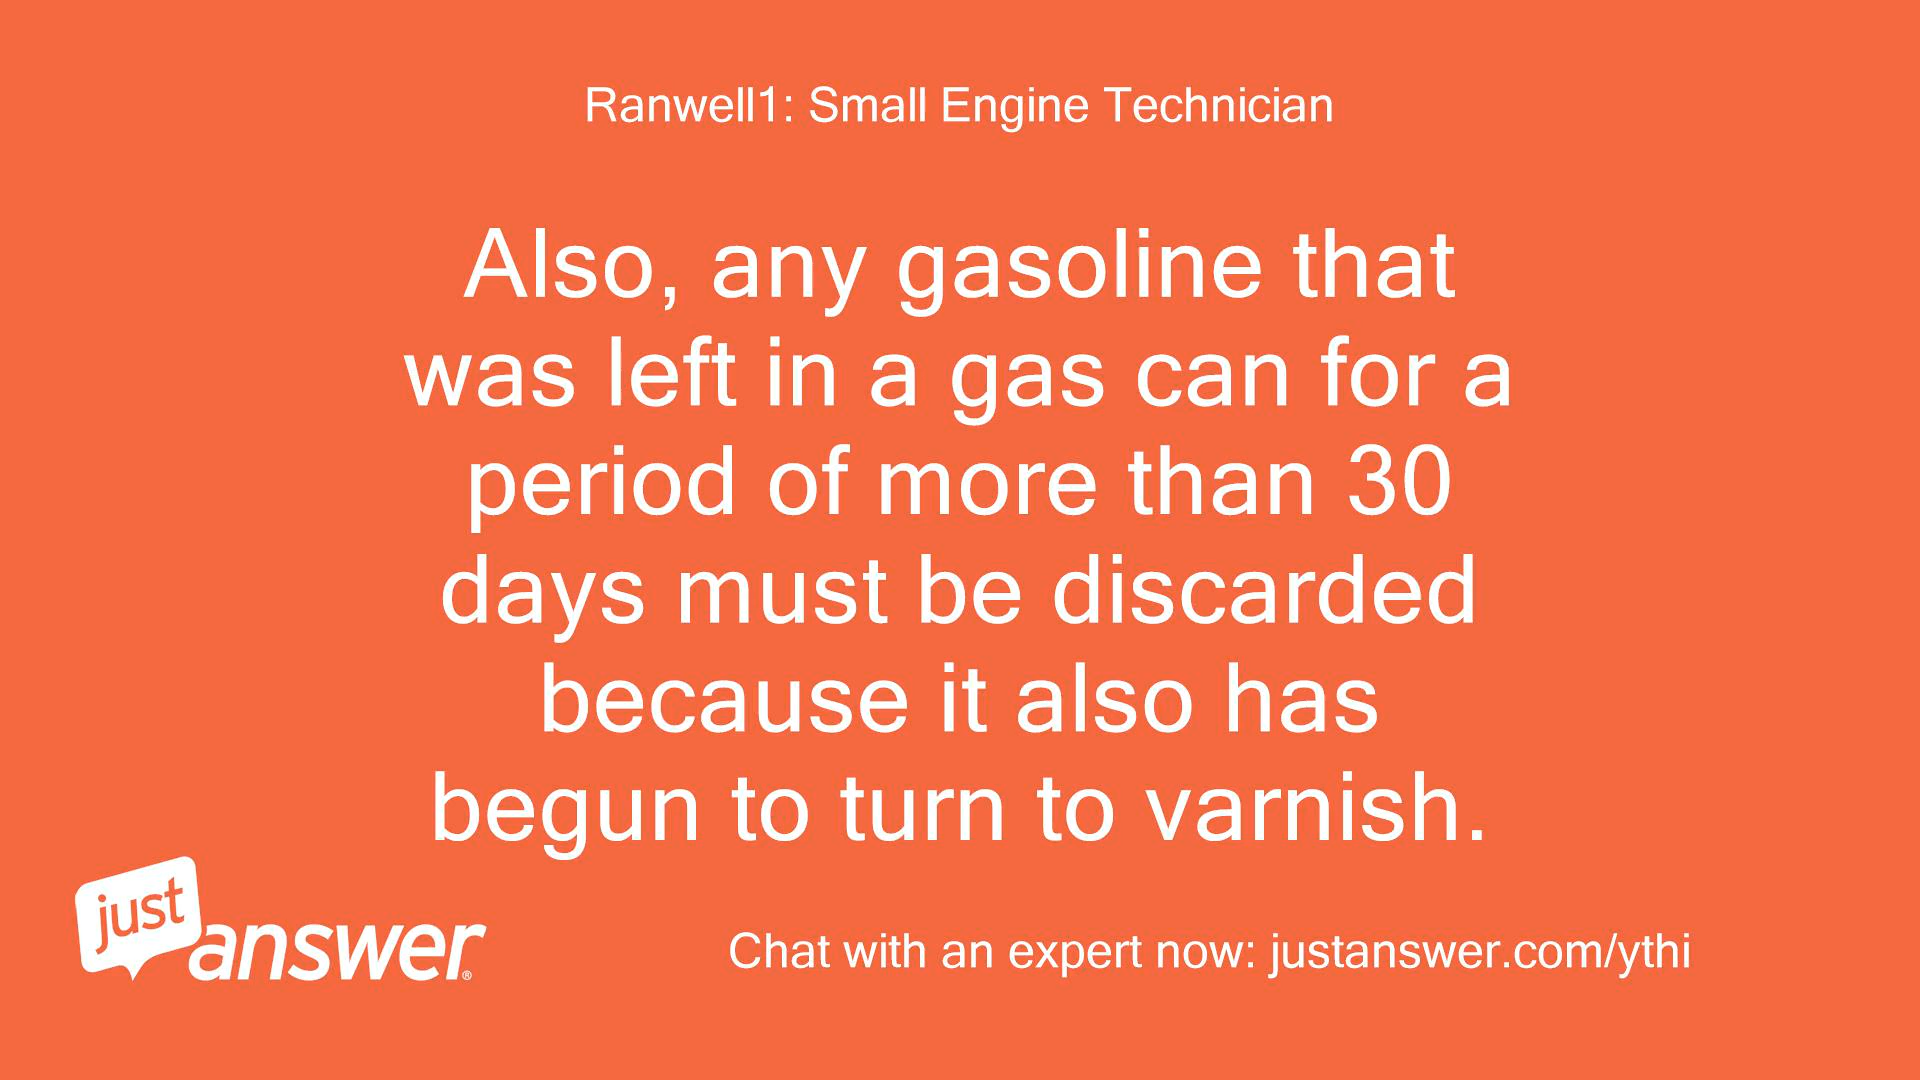 Ranwell1: Small Engine Technician
Also, any gasoline that
was left in a gas can for a
period of more than 30
days must be discarded
because it also has
begun to turn to varnish.
just
answer®
Chat with an expert now: justanswer.com/ythi